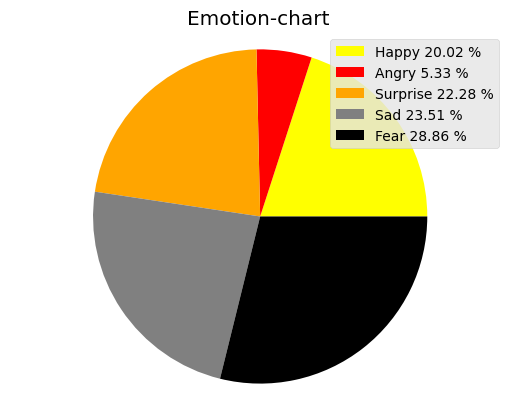 Emotion-chart
Happy 20.02 %
Angry 5.33 %
Surprise 22.28 %
Sad 23.51 %
Fear 28.86 %